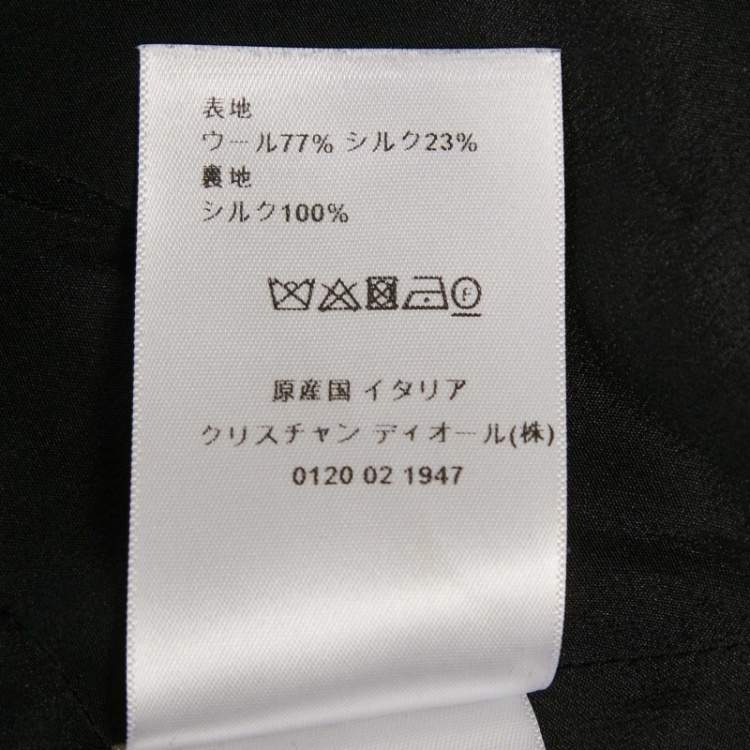 表地
ウール77% シルク23%
裏地
シルク100%
F
原産国 イタリア
クリスチャン ディオール(株)
0120 02 1947